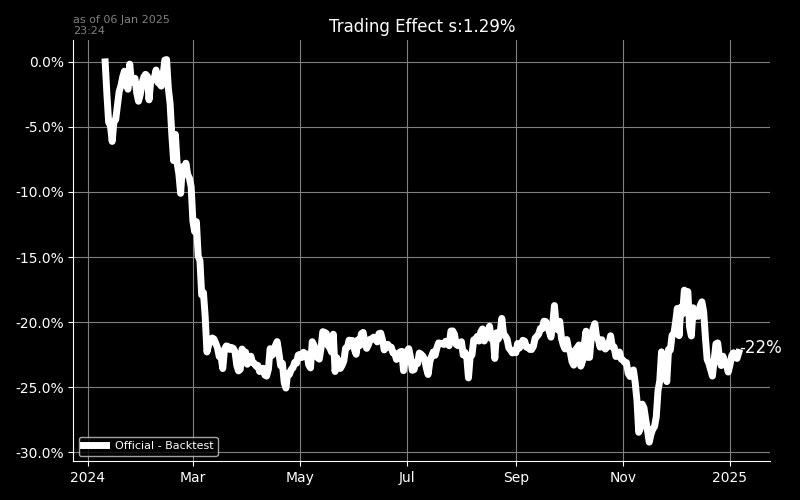 as of 06 Jan 2025
23:24
Trading Effect s:1.29%
0.0%
-5.0%
-10.0%
-15.0%
-20.0%
-25.0%
-30.0%
-22%
Official - Backtest
2024 Mar May Jul Sep Nov 2025